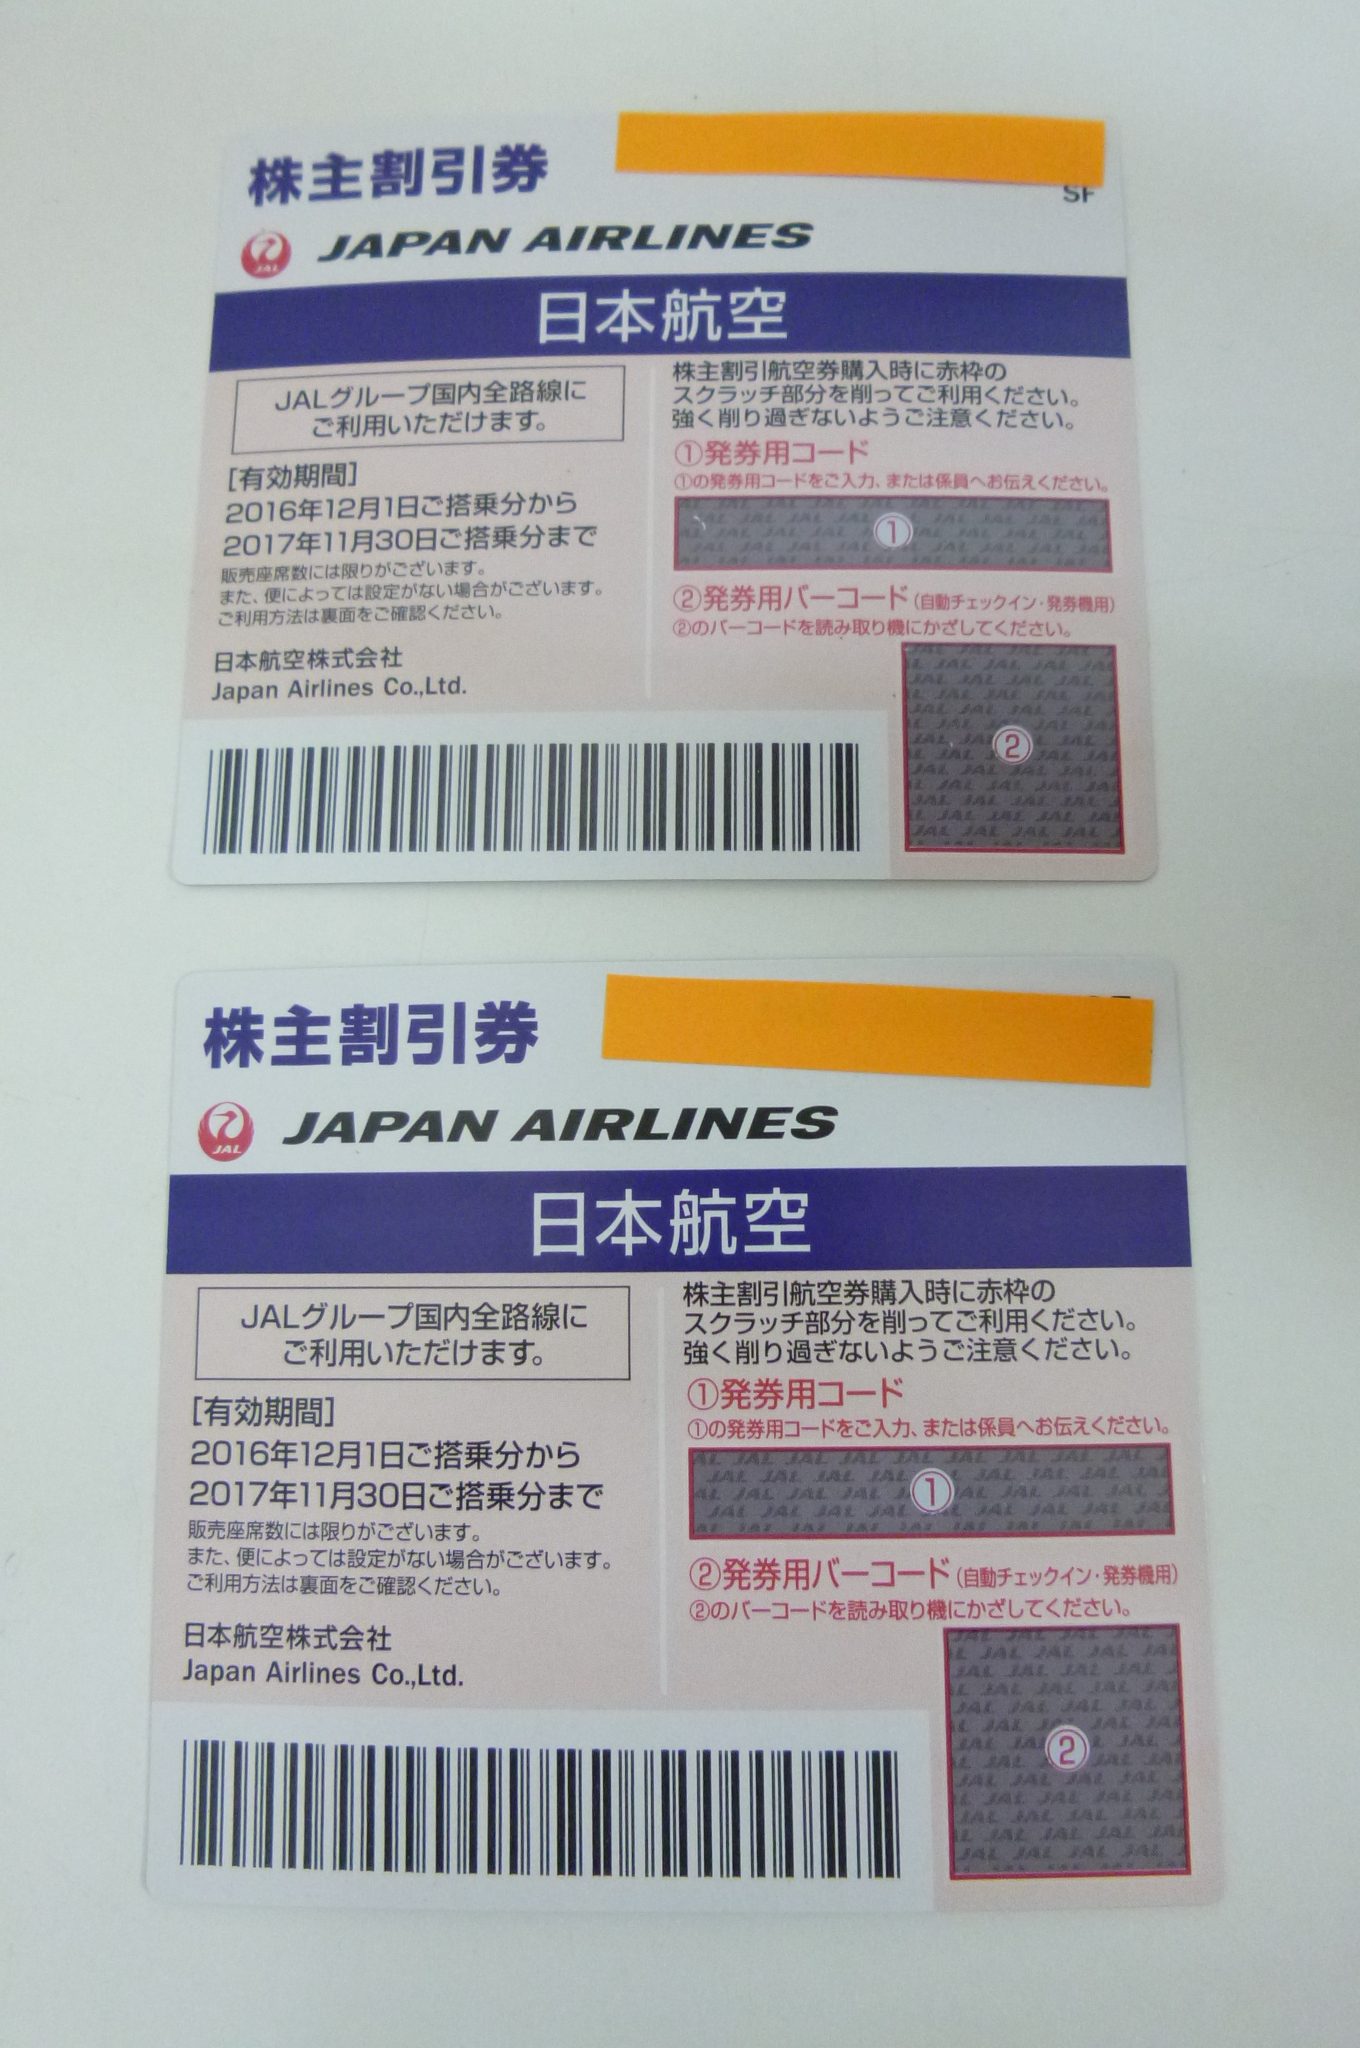 株主割引券
SF
JAL
JAPAN AIRLINES
日本航空
JALグループ国内全路線に
ご利用いただけます。
[有効期間]
2016年12月1日ご搭乗分から
2017年11月30日ご搭乗分まで
販売座席数には限りがございます。
また、便によっては設定がない場合がございます。
ご利用方法は裏面をご確認ください。
日本航空株式会社
Japan Airlines Co.,Ltd.
株主割引航空券購入時に赤枠の
スクラッチ部分を削ってご利用ください。
強く削り過ぎないようご注意ください。
①発券用コード
①の発券用コードをご入力、または係員へお伝えください。
①
②発券用バーコード(自動チェックイン・発券機用)
②のバーコードを読み取り機にかざしてください。
②
株主割引券
JAL
JAPAN AIRLINES
日本航空
JALグループ国内全路線に
ご利用いただけます。
[有効期間]
2016年12月1日ご搭乗分から
2017年11月30日ご搭乗分まで
販売座席数には限りがございます。
また、便によっては設定がない場合がございます。
ご利用方法は裏面をご確認ください。
日本航空株式会社
Japan Airlines Co.,Ltd.
株主割引航空券購入時に赤枠の
スクラッチ部分を削ってご利用ください。
強く削り過ぎないようご注意ください。
①発券用コード
①の発券用コードをご入力、または係員へお伝えください。
①
②発券用バーコード(自動チェックイン・発券機用)
②のバーコードを読み取り機にかざしてください。
②